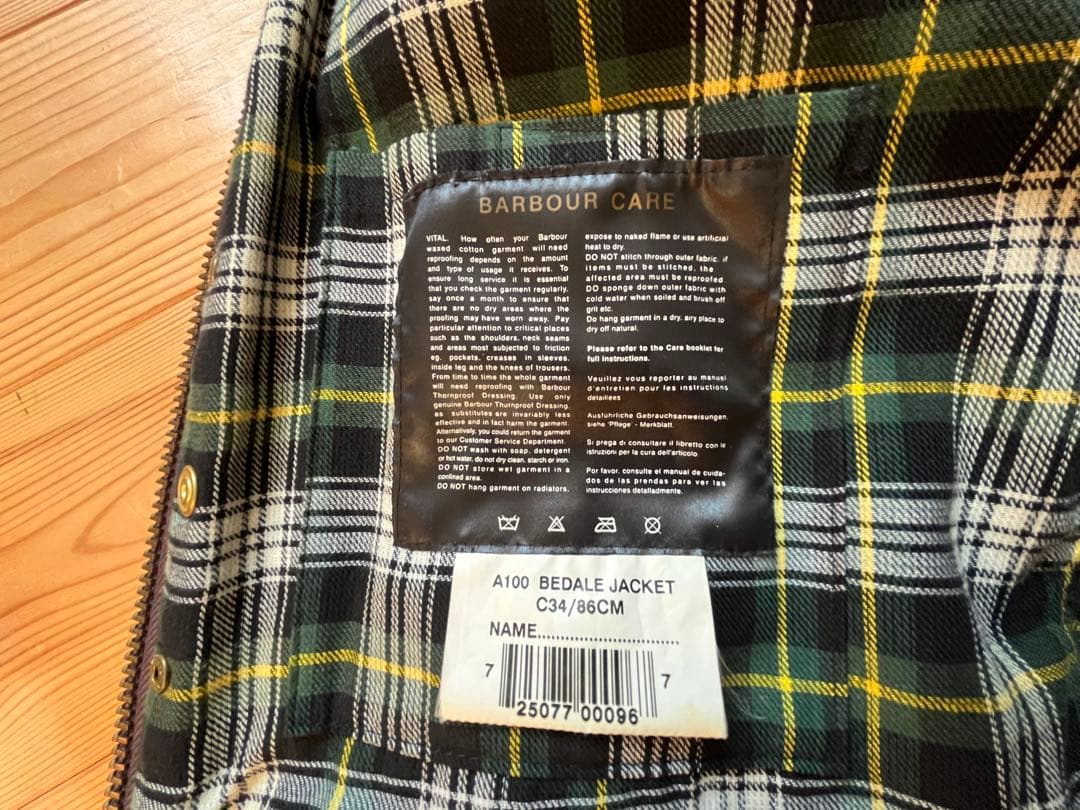 BARBOUR CARE
VITAL. How often your Barbour
waxed cotton garment will need
reproofing depends on the amount
and type of usage it receives. To
ensure long service it is essential
that you check the garment regularly,
say once a month to ensure that
there are no dry areas where the
proofing may have worn away. Pay
particular attention to critical places
such as the shoulders, neck seams
and areas most subjected to friction
eg. pockets, creases in sleeves,
inside leg and the knees of trousers.
From time to time the whole garment
will need reproofing with Barbour
Thornproof Dressing. Use only
genuine Barbour Thornproof Dressing,
as substitutes are invariably less
effective and in fact harm the garment.
Alternatively, you could return the garment
to our Customer Service Department.
DO NOT wash with soap, detergent
or hot water, do not dry clean, starch or iron.
DO NOT store wet garment in a
confined area.
DO NOT hang garment on radiators,
expose to naked flame or use artificial
heat to dry.
DO NOT stitch through outer fabric, if
items must be stitched, the
affected area must be reproofed.
DO sponge down outer fabric with
cold water when soiled and brush off
grit etc.
Do hang garment in a dry, airy place to
dry off natural.
Please refer to the Care booklet for
full instructions.
Veuillez vous reporter au manuel
d'entretien pour les instructions
détaillées
Ausführliche Gebrauchsanweisungen,
siehe 'Pflege' - Merkblatt.
Si prega di consultare il libretto con le
istruzioni per la cura dell'articolo.
Por favor, consulte el manual de cuida-
dos de las prendas para ver las
instrucciones detalladmente.
A100 BEDALE JACKET
C34/86CM
NAME..............................
7 25077 00096 7